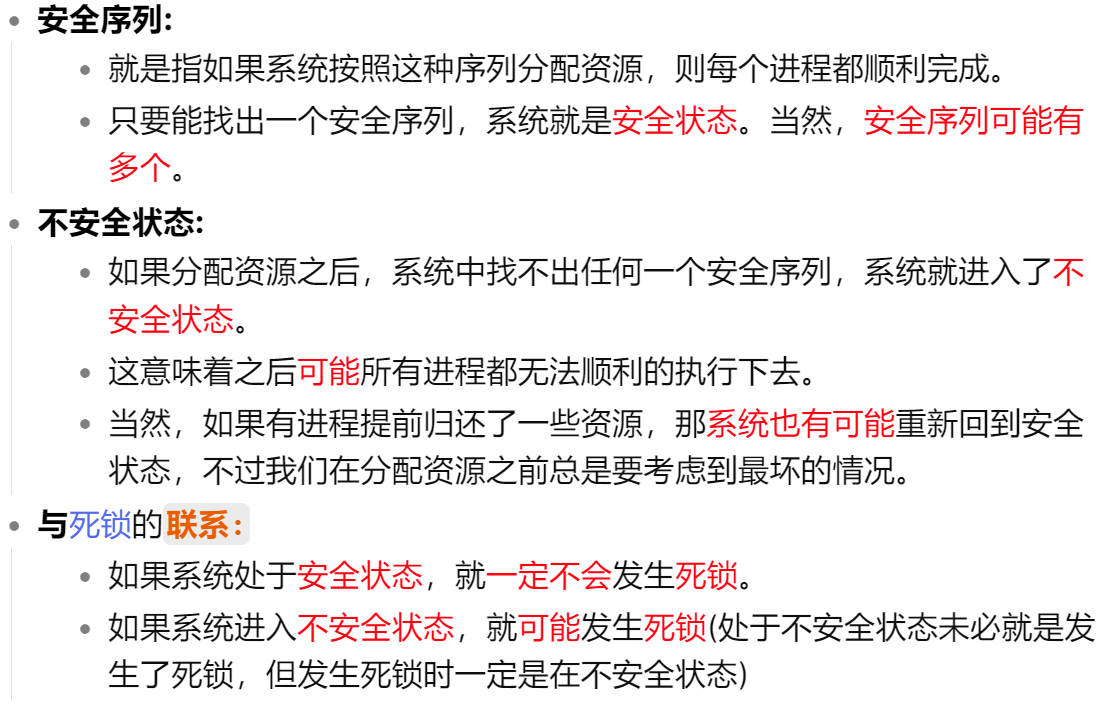 安全序列:
就是指如果系统按照这种序列分配资源，则每个进程都顺利完成。
只要能找出一个安全序列，系统就是安全状态。当然，安全序列可能有
多个。
不安全状态:
如果分配资源之后，系统中找不出任何一个安全序列，系统就进入了不
安全状态。
这意味着之后可能所有进程都无法顺利的执行下去。
当然，如果有进程提前归还了一些资源，那系统也有可能重新回到安全
状态，不过我们在分配资源之前总是要考虑到最坏的情况。
与死锁的联系：
如果系统处于安全状态，就一定不会发生死锁。
如果系统进入不安全状态，就可能发生死锁(处于不安全状态未必就是发
生了死锁，但发生死锁时一定是在不安全状态)